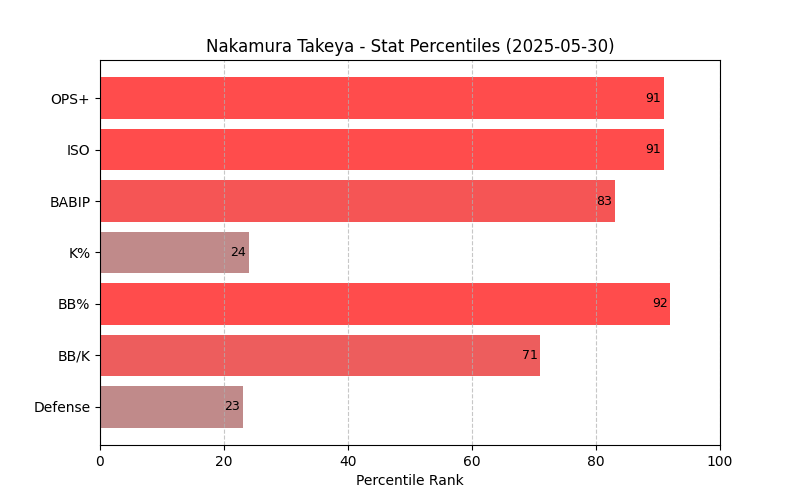 Nakamura Takeya - Stat Percentiles (2025-05-30)
OPS+ 91
ISO 91
BABIP 83
K% 24
BB% 92
BB/K 71
Defense 23
0 20 40 60 80 100
Percentile Rank